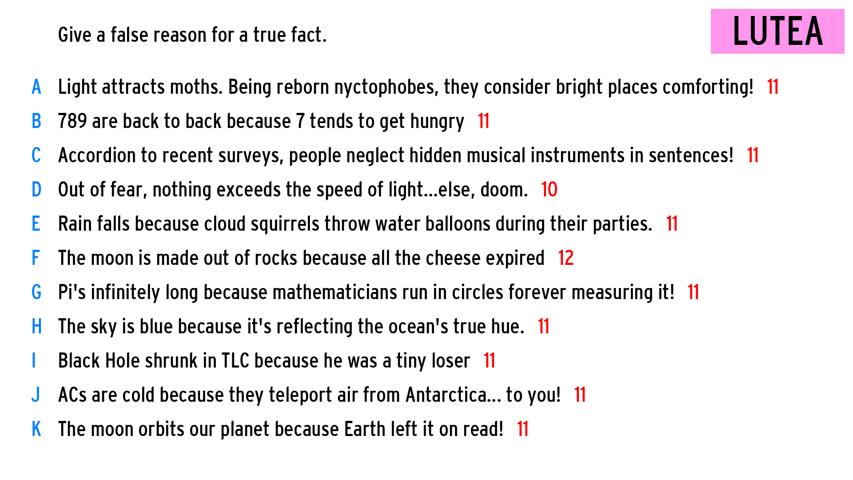 Give a false reason for a true fact.
LUTEA
A Light attracts moths. Being reborn nyctophobes, they consider bright places comforting! 11
B 789 are back to back because 7 tends to get hungry 11
C Accordion to recent surveys, people neglect hidden musical instruments in sentences! 11
D Out of fear, nothing exceeds the speed of light...else, doom. 10
E Rain falls because cloud squirrels throw water balloons during their parties. 11
F The moon is made out of rocks because all the cheese expired 12
G Pi's infinitely long because mathematicians run in circles forever measuring it! 11
H The sky is blue because it's reflecting the ocean's true hue. 11
I Black Hole shrunk in TLC because he was a tiny loser 11
J ACs are cold because they teleport air from Antarctica... to you! 11
K The moon orbits our planet because Earth left it on read! 11